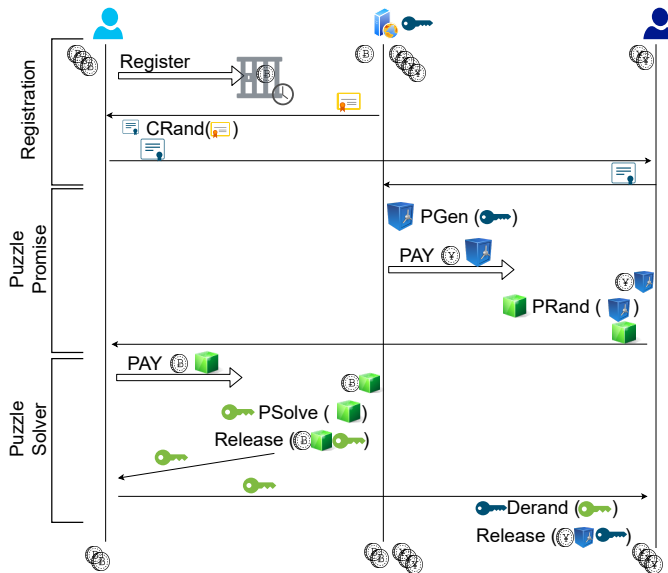 Registration
Register
CRand( )
PGen ( )
PAY
Puzzle
Promise
PRand ( )
PAY
Puzzle
Solver
PSolve ( )
Release ( )
Derand ( )
Release ( )